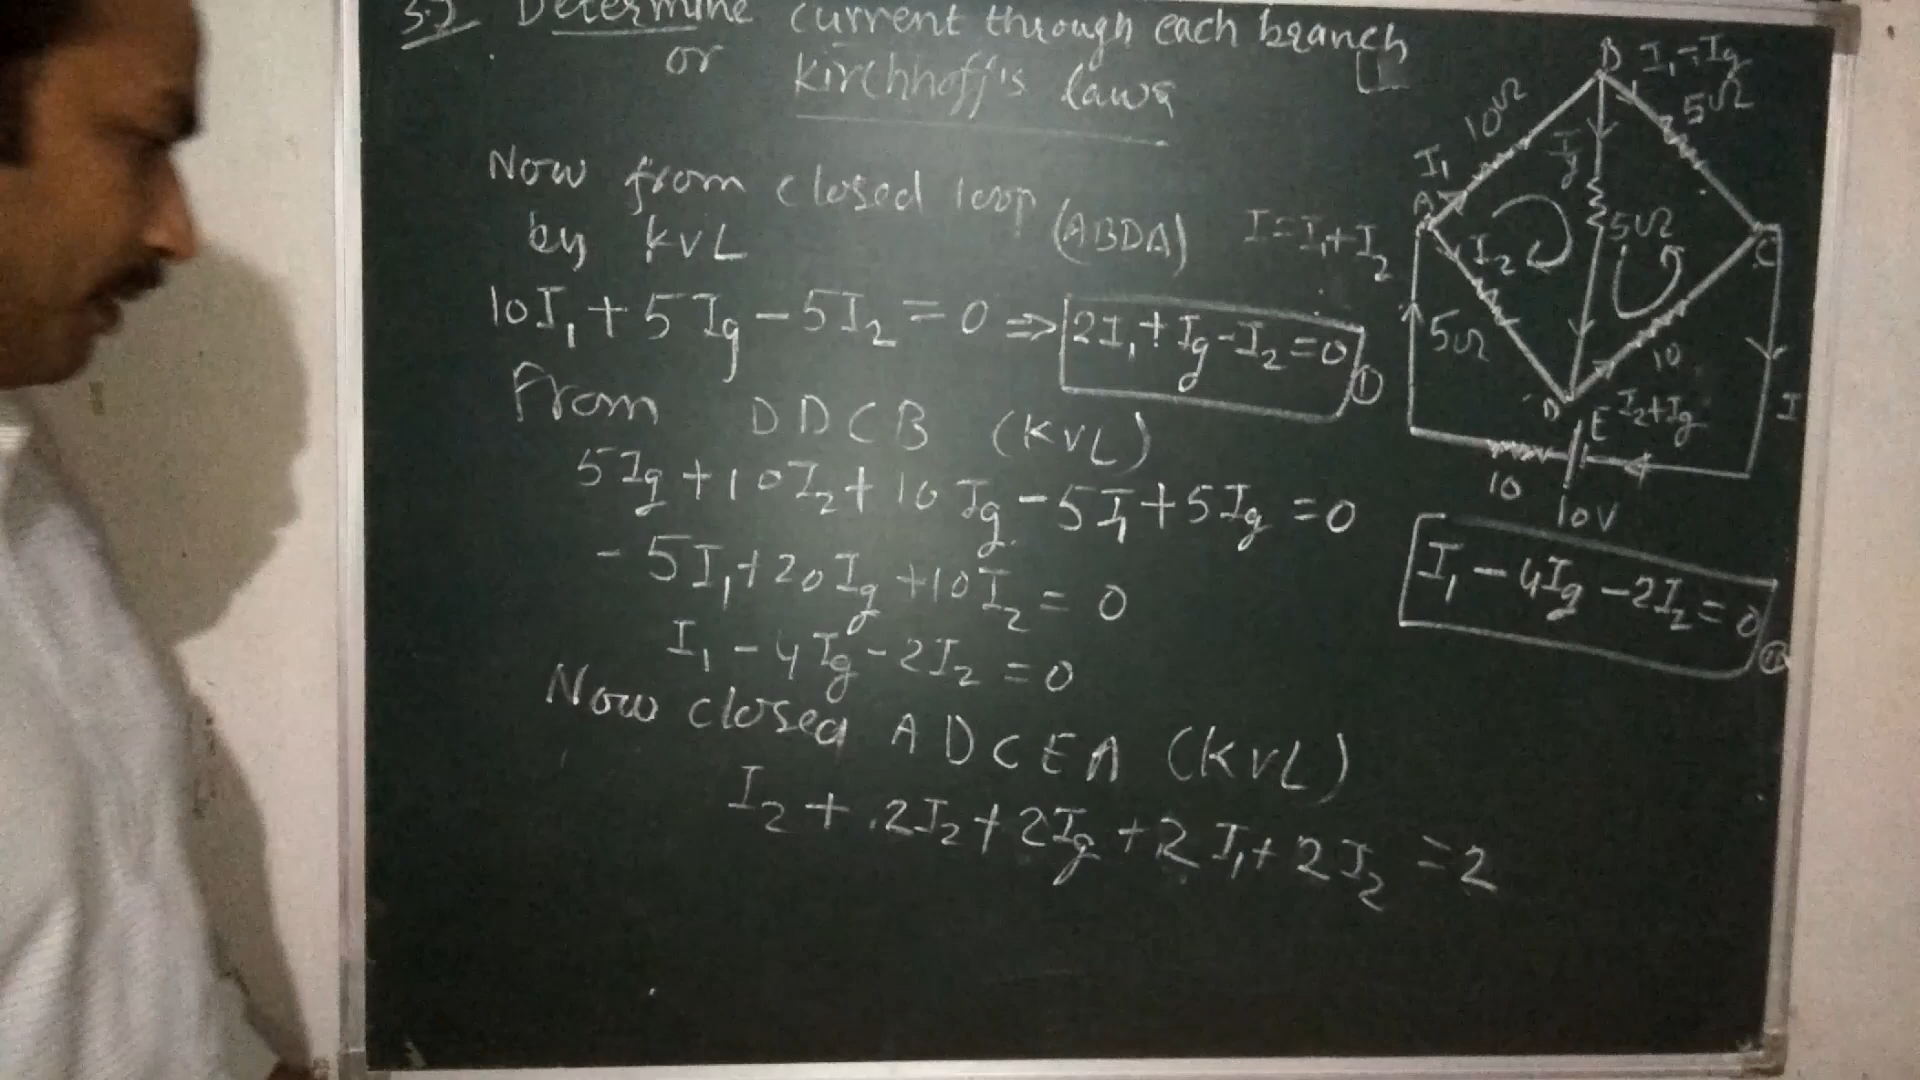 3.7 Determine current through each branch
or Kirchhoff's laws
Now from closed loop (ABDA)
by KVL
10I₁ + 5Ig - 5I₂ = 0 ⇒ 2I₁ + Ig - I₂ = 0 ①
From DDCB (KVL)
5Ig + 10I₂ + 10Ig - 5I₁ + 5Ig = 0
- 5I₁ + 20Ig + 10I₂ = 0
I₁ - 4Ig - 2I₂ = 0
Now closed ADCEA (KVL)
I₂ + 2I₂ + 2Ig + 2I₁ + 2I₂ = 2
B I₁ - Ig
10Ω 5Ω
I₁ Ig
A
I = I₁ + I₂
I₂ 5Ω C
5Ω 10
D E I₂+Ig I
10 10V
I₁ - 4Ig - 2I₂ = 0